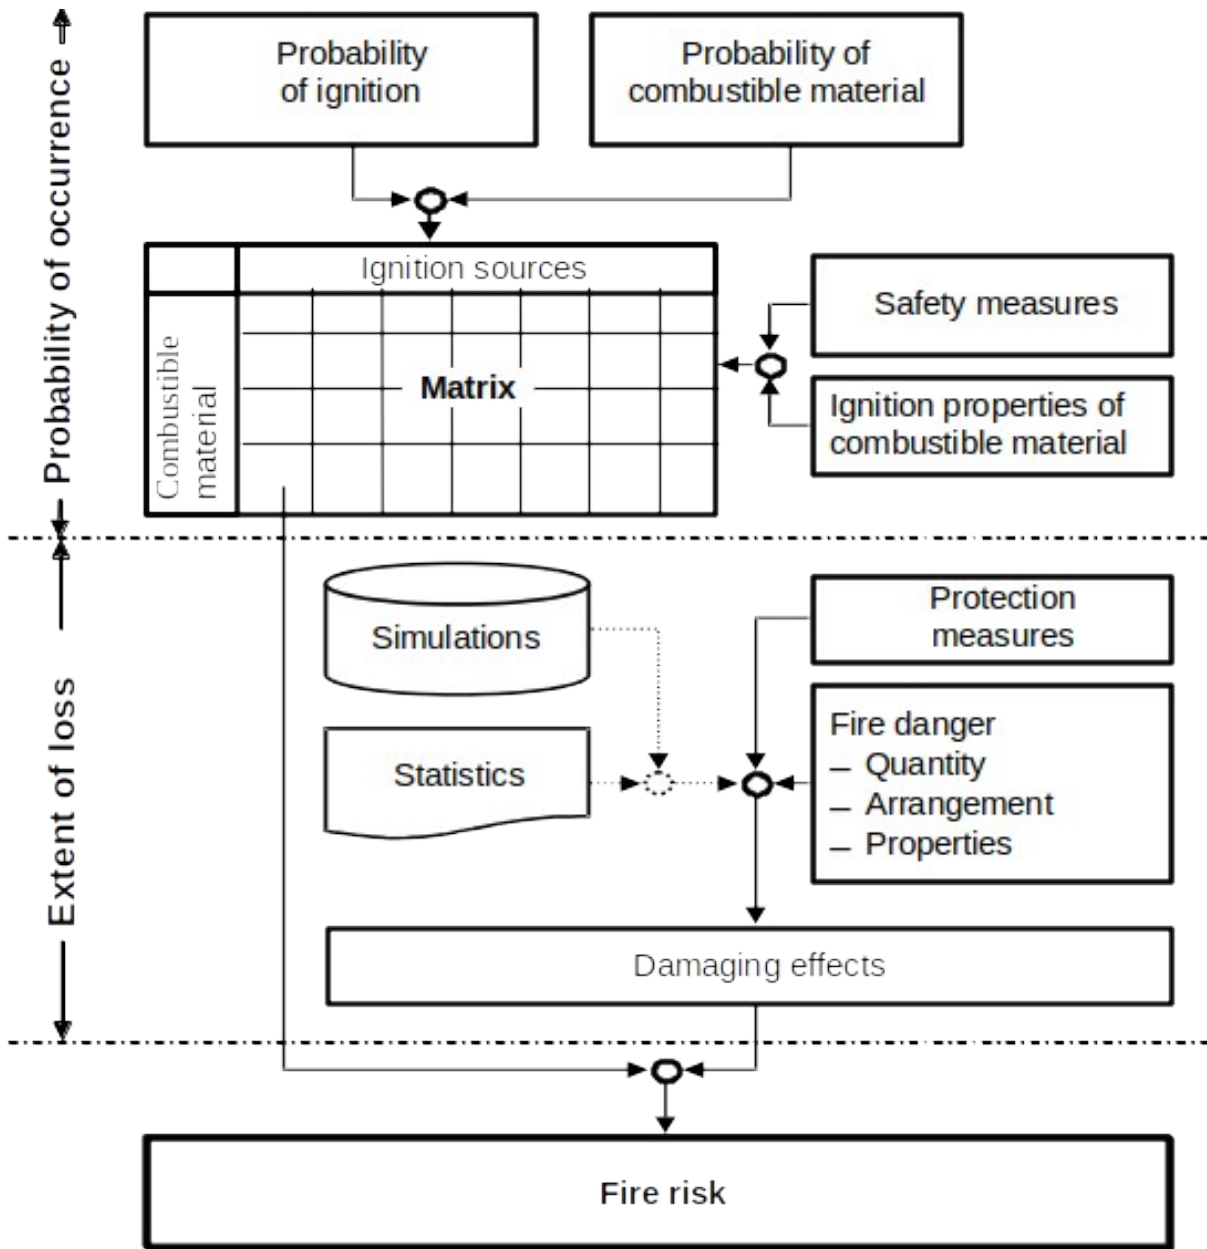 Probability of occurrence
Probability
of ignition
Probability of
combustible material
Ignition sources
Combustible
material
Matrix
Safety measures
Ignition properties of
combustible material
Extent of loss
Simulations
Statistics
Protection
measures
Fire danger
– Quantity
– Arrangement
– Properties
Damaging effects
Fire risk